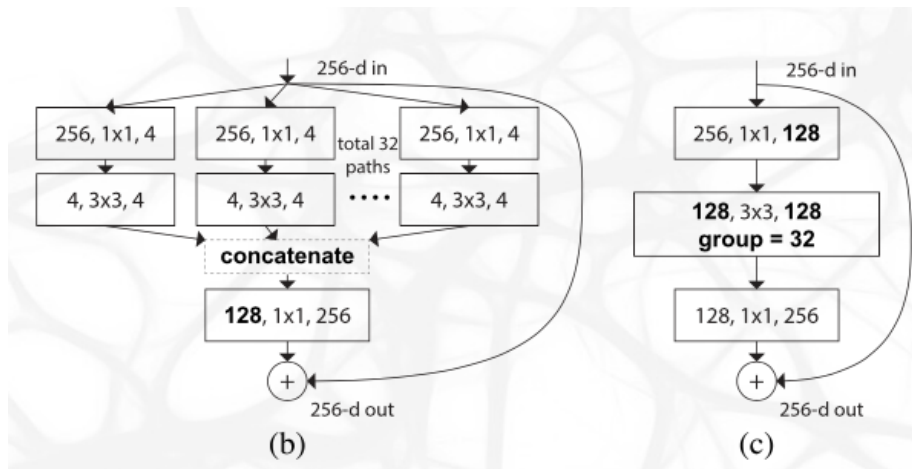 256-d in
256, 1x1, 4
256, 1x1, 4
256, 1x1, 4
total 32
paths
4, 3x3, 4
4, 3x3, 4
....
4, 3x3, 4
concatenate
128, 1x1, 256
+
256-d out
(b)
256-d in
256, 1x1, 128
128, 3x3, 128
group = 32
128, 1x1, 256
+
256-d out
(c)